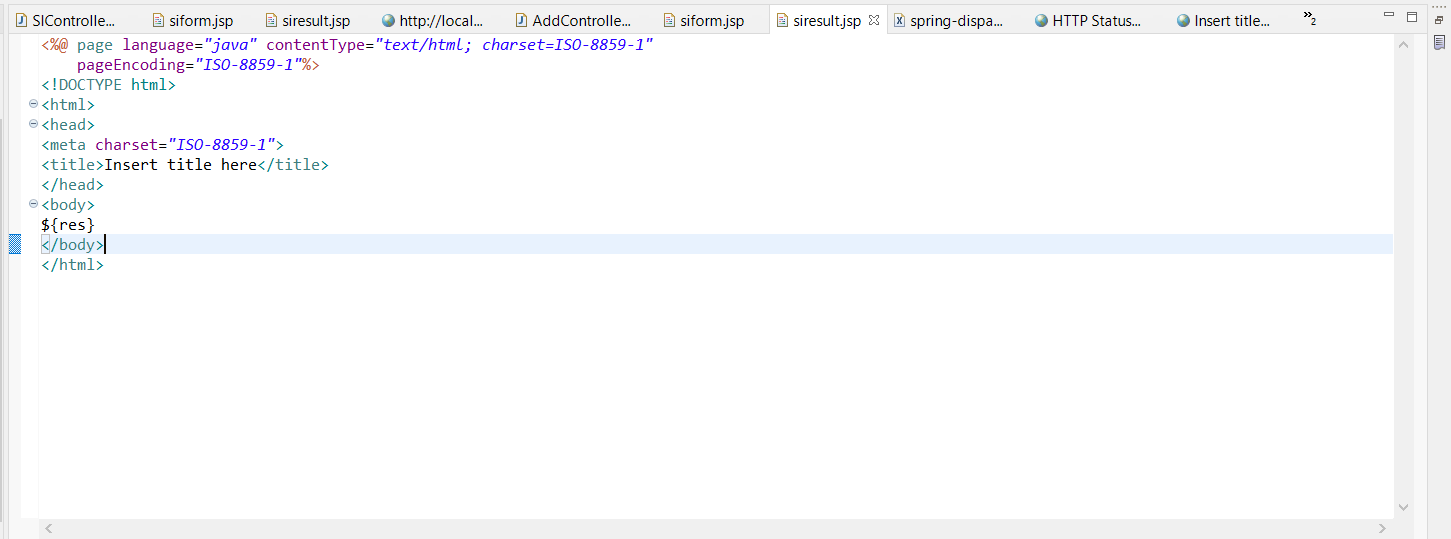 SIControlle... siform.jsp siresult.jsp http://local... AddControlle... siform.jsp siresult.jsp spring-dispa... HTTP Status... Insert title... »2
<%@ page language="java" contentType="text/html; charset=ISO-8859-1"
    pageEncoding="ISO-8859-1"%>
<!DOCTYPE html>
<html>
<head>
<meta charset="ISO-8859-1">
<title>Insert title here</title>
</head>
<body>
${res}
</body>
</html>